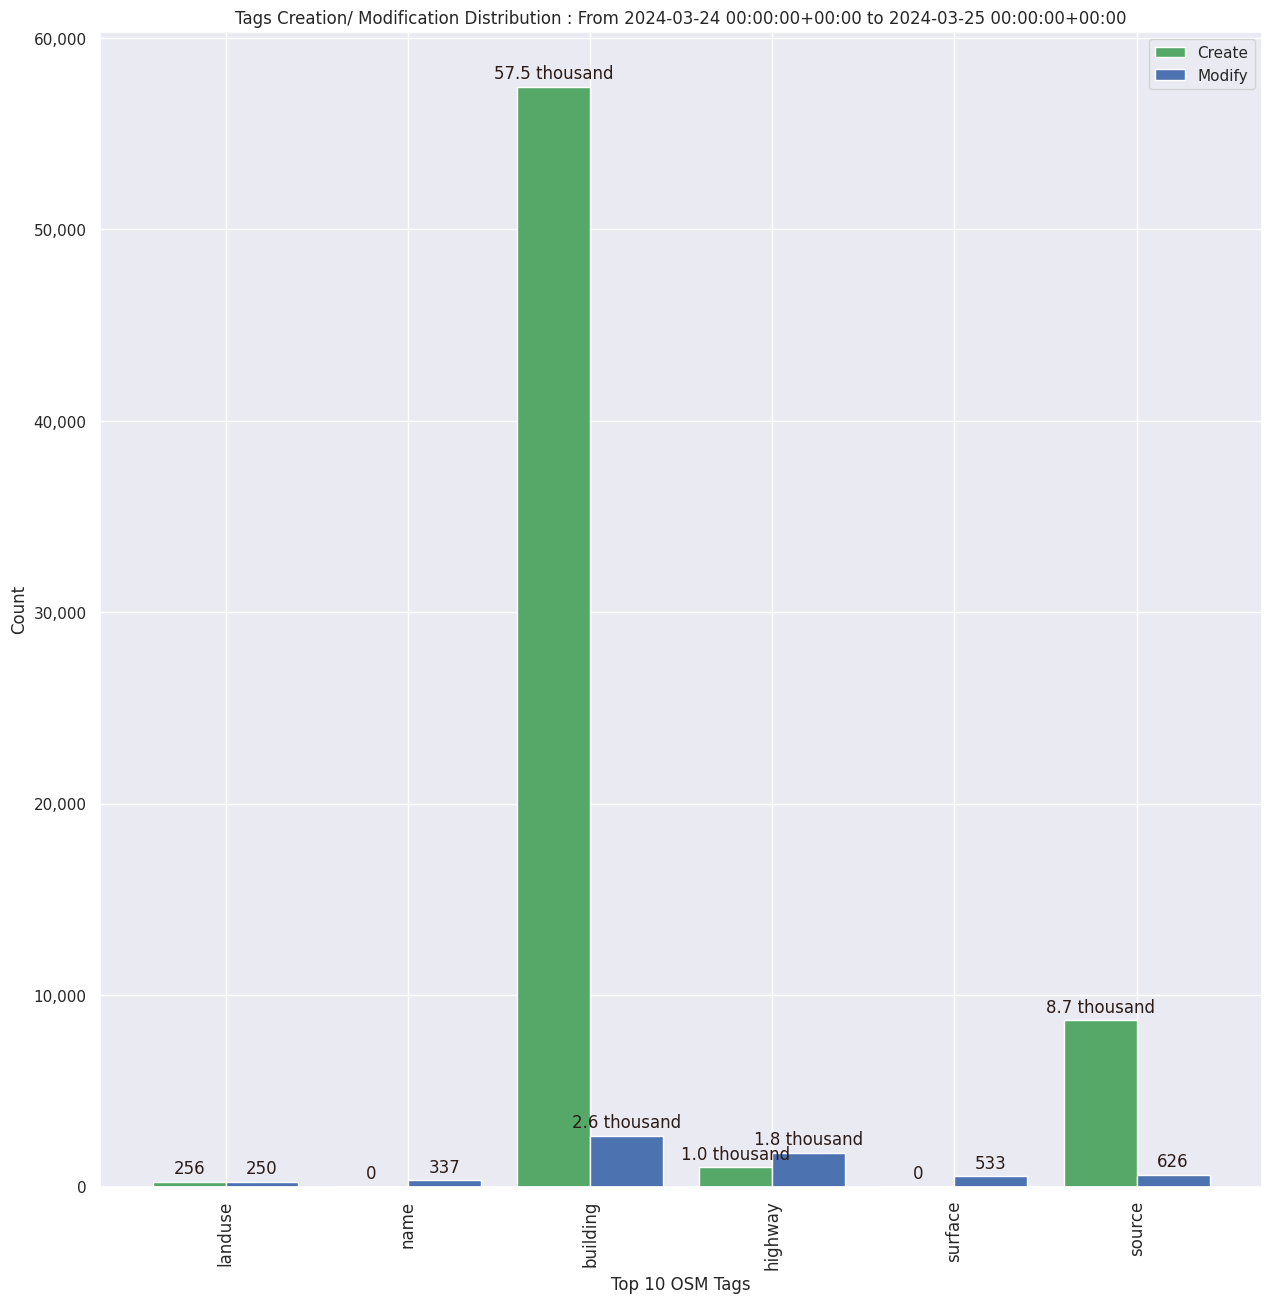 Tags Creation/ Modification Distribution : From 2024-03-24 00:00:00+00:00 to 2024-03-25 00:00:00+00:00
Create
Modify
60,000
50,000
40,000
30,000
20,000
10,000
0
Count
57.5 thousand
8.7 thousand
2.6 thousand
1.8 thousand
1.0 thousand
256
250
0
337
0
533
626
landuse
name
building
highway
surface
source
Top 10 OSM Tags